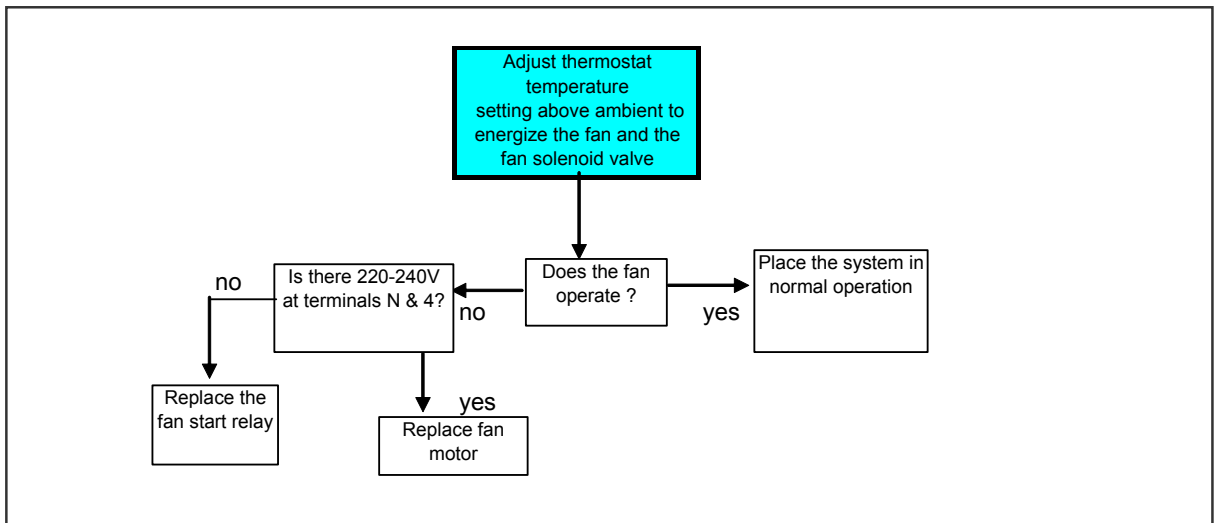 Adjust thermostat
temperature
setting above ambient to
energize the fan and the
fan solenoid valve
Does the fan
operate ?
yes
Place the system in
normal operation
no
Is there 220-240V
at terminals N & 4?
no
Replace the
fan start relay
yes
Replace fan
motor